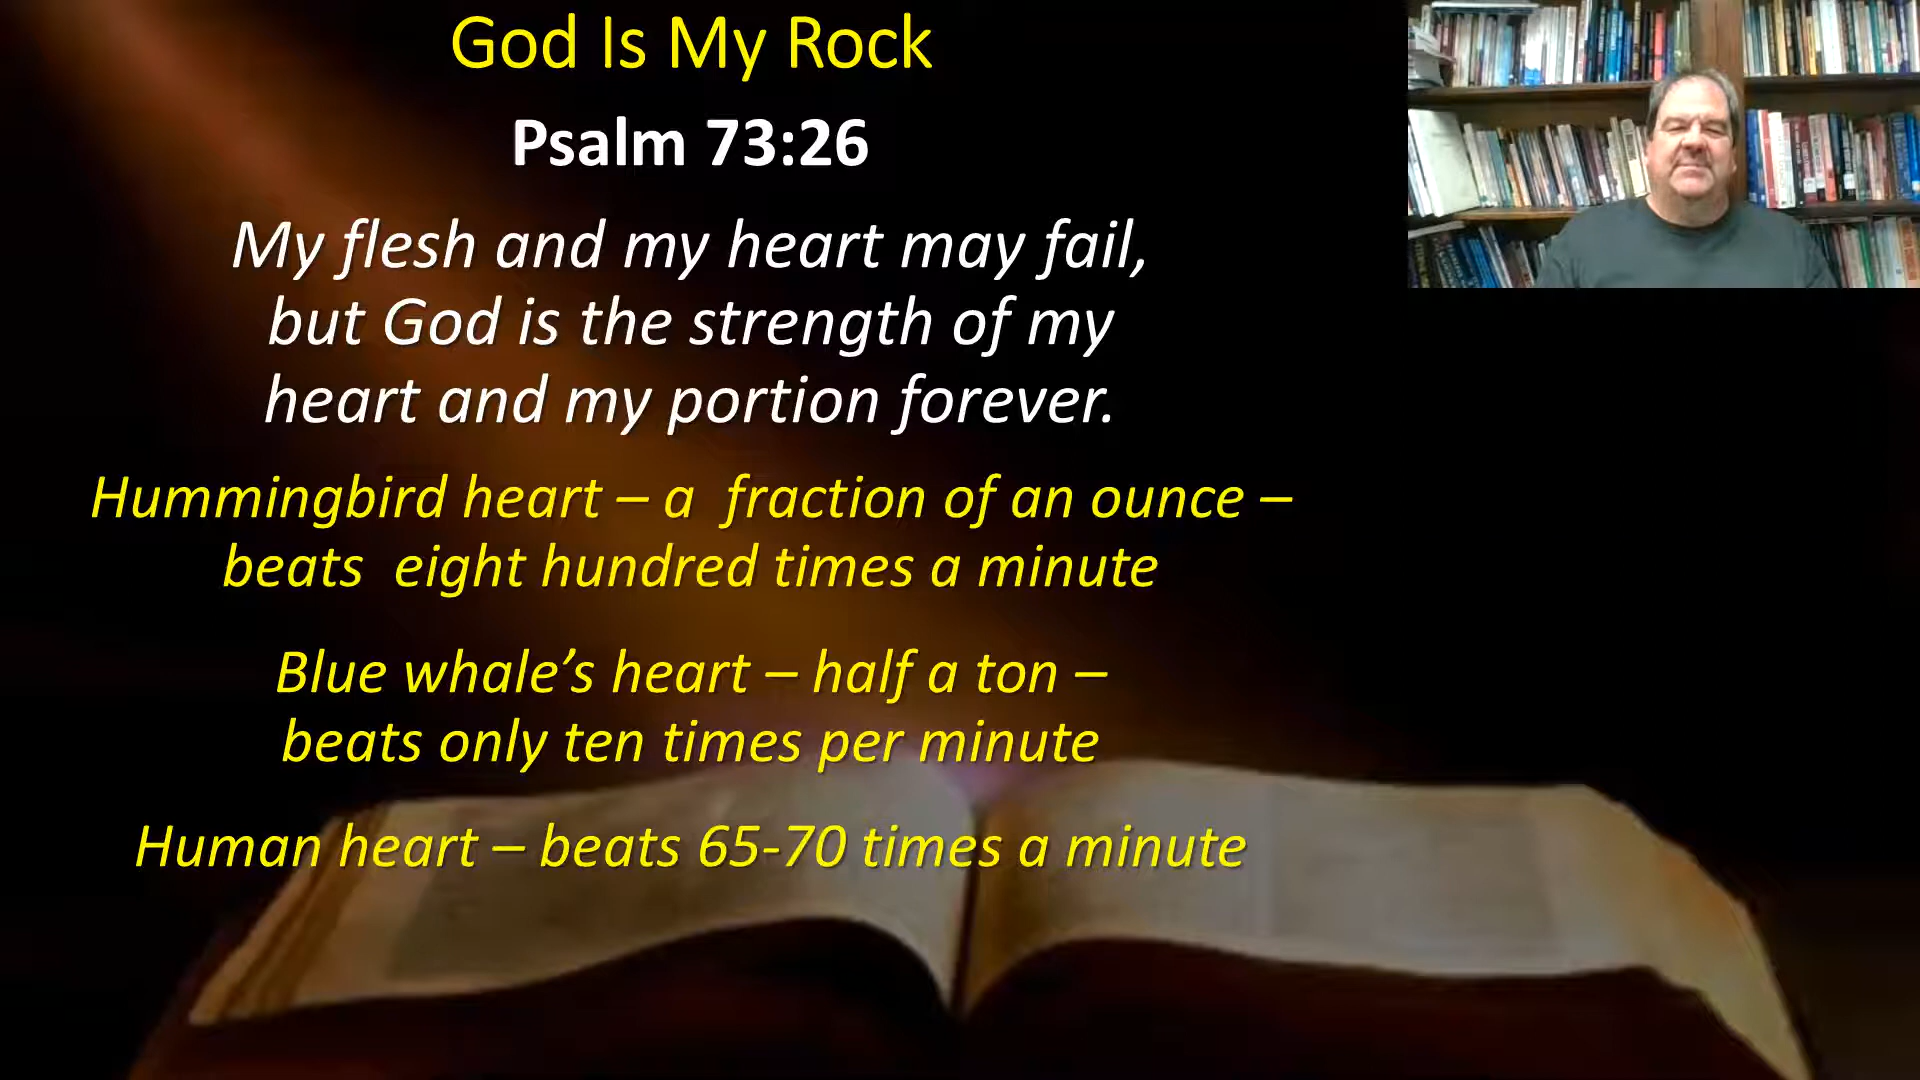 God Is My Rock
Psalm 73:26
My flesh and my heart may fail,
but God is the strength of my
heart and my portion forever.
Hummingbird heart – a  fraction of an ounce –
beats  eight hundred times a minute
Blue whale’s heart – half a ton –
beats only ten times per minute
Human heart – beats 65-70 times a minute